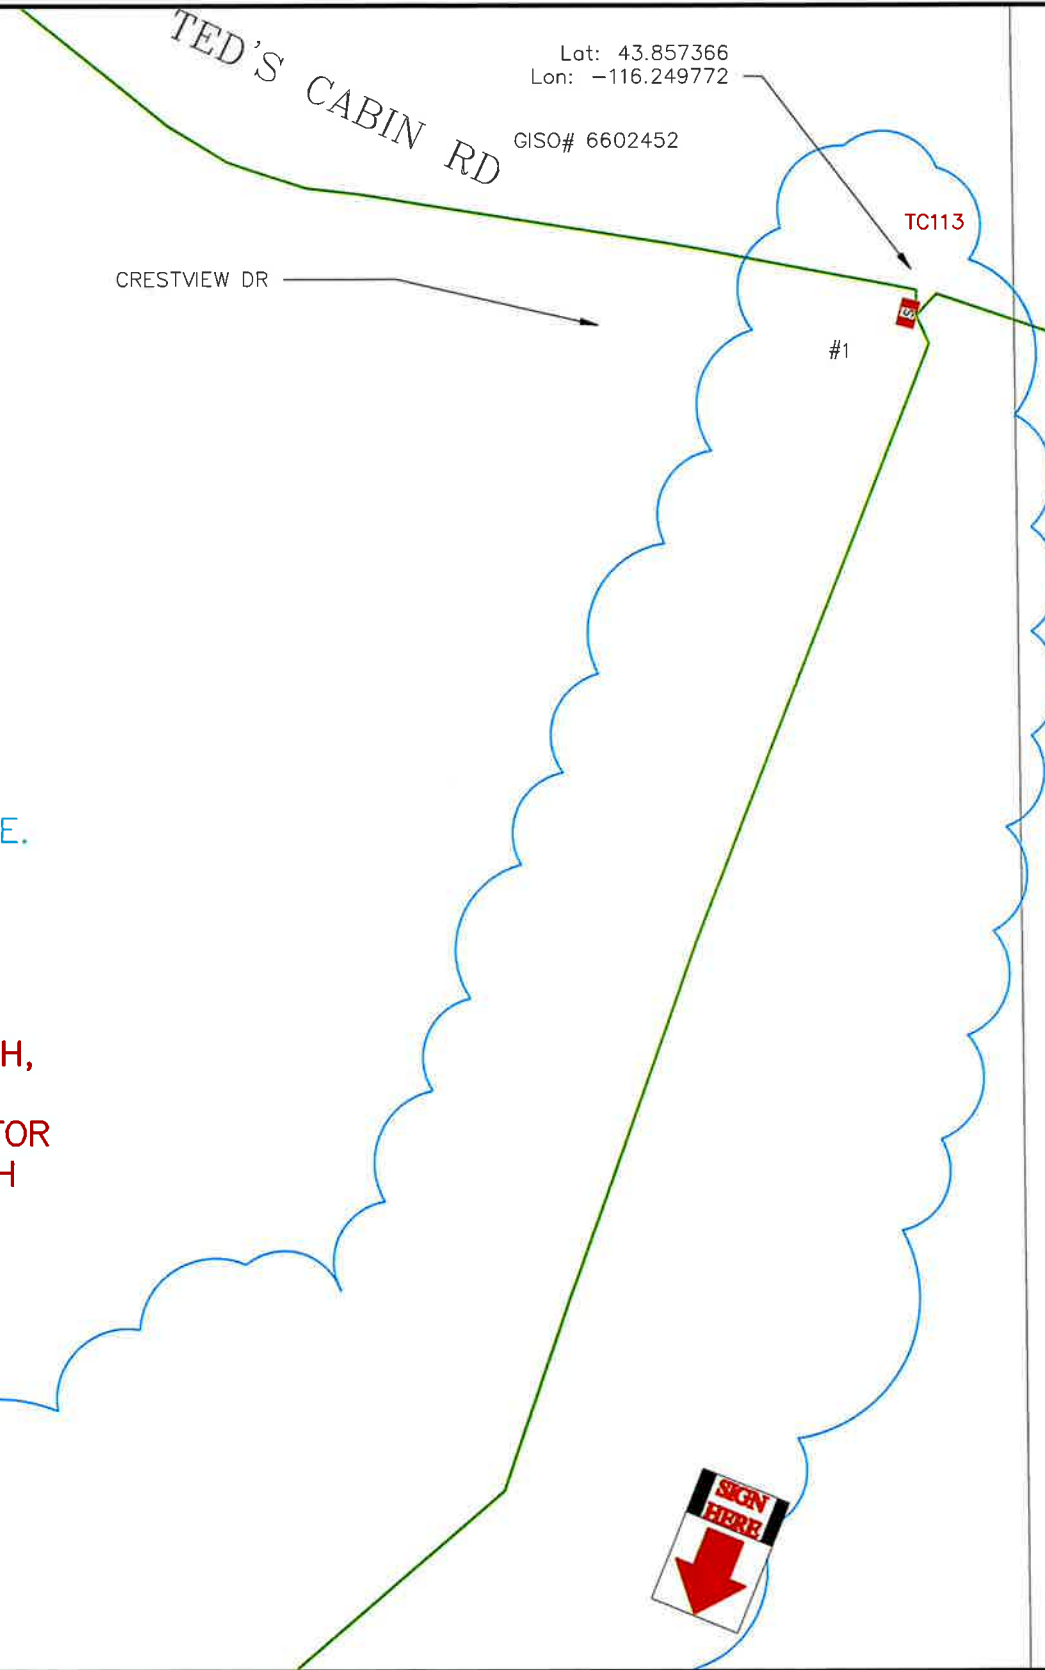 TED'S CABIN RD
Lat: 43.857366
Lon: -116.249772
GISO# 6602452
TC113
CRESTVIEW DR
S
#1
E.
H,
TOR
H
SIGN
HERE